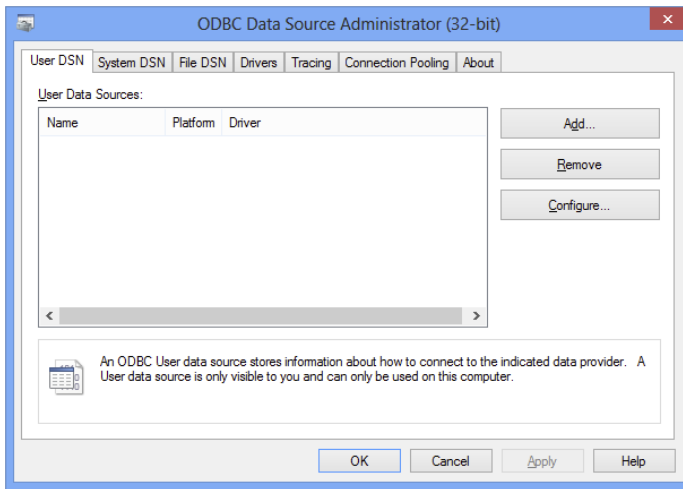 ODBC Data Source Administrator (32-bit)
User DSN System DSN File DSN Drivers Tracing Connection Pooling About
User Data Sources:
Name Platform Driver
Add...
Remove
Configure...
An ODBC User data source stores information about how to connect to the indicated data provider. A
User data source is only visible to you and can only be used on this computer.
OK Cancel Apply Help